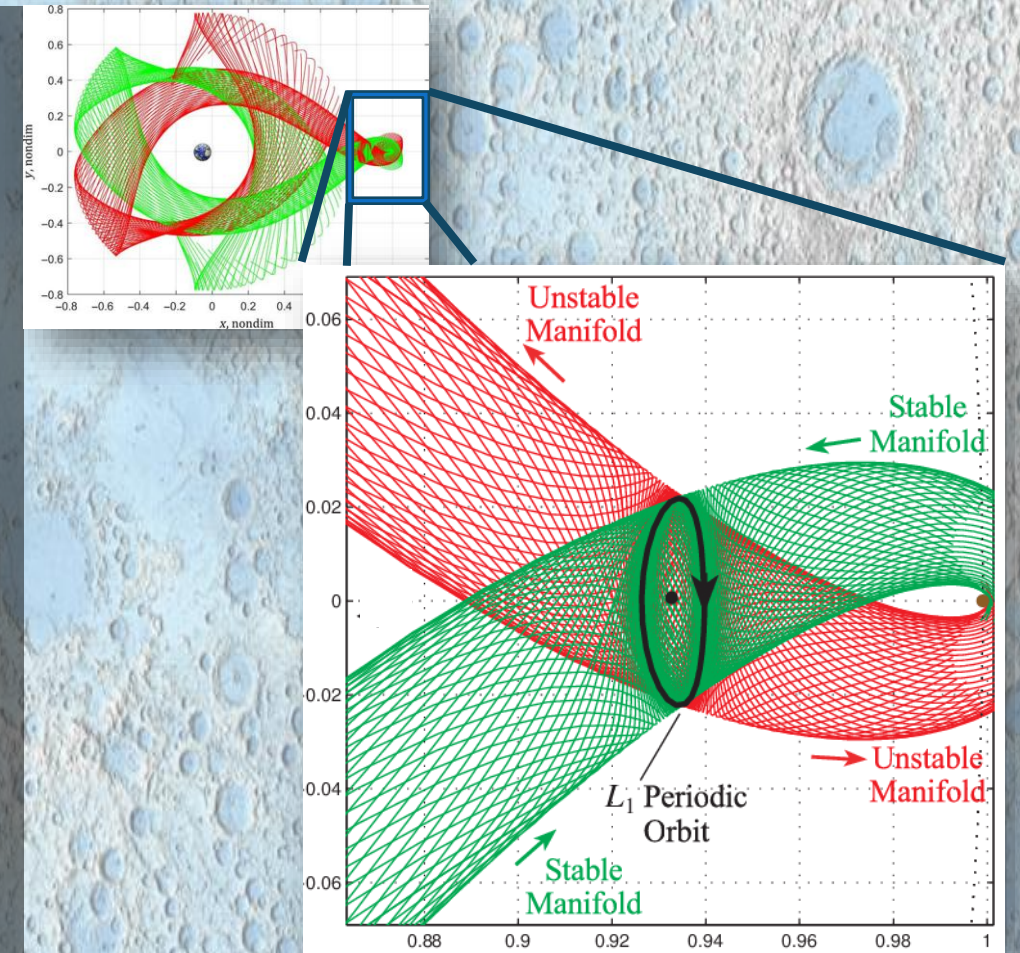 0.8
0.6
0.4
0.2
0
−0.2
−0.4
−0.6
−0.8
y, nondim
−0.8 −0.6 −0.4 −0.2 0 0.2 0.4
x, nondim
Unstable
Manifold
Stable
Manifold
0.06
0.04
0.02
0
0.02
0.04
0.06
L₁ Periodic
Orbit
Unstable
Manifold
Stable
Manifold
0.88 0.9 0.92 0.94 0.96 0.98 1